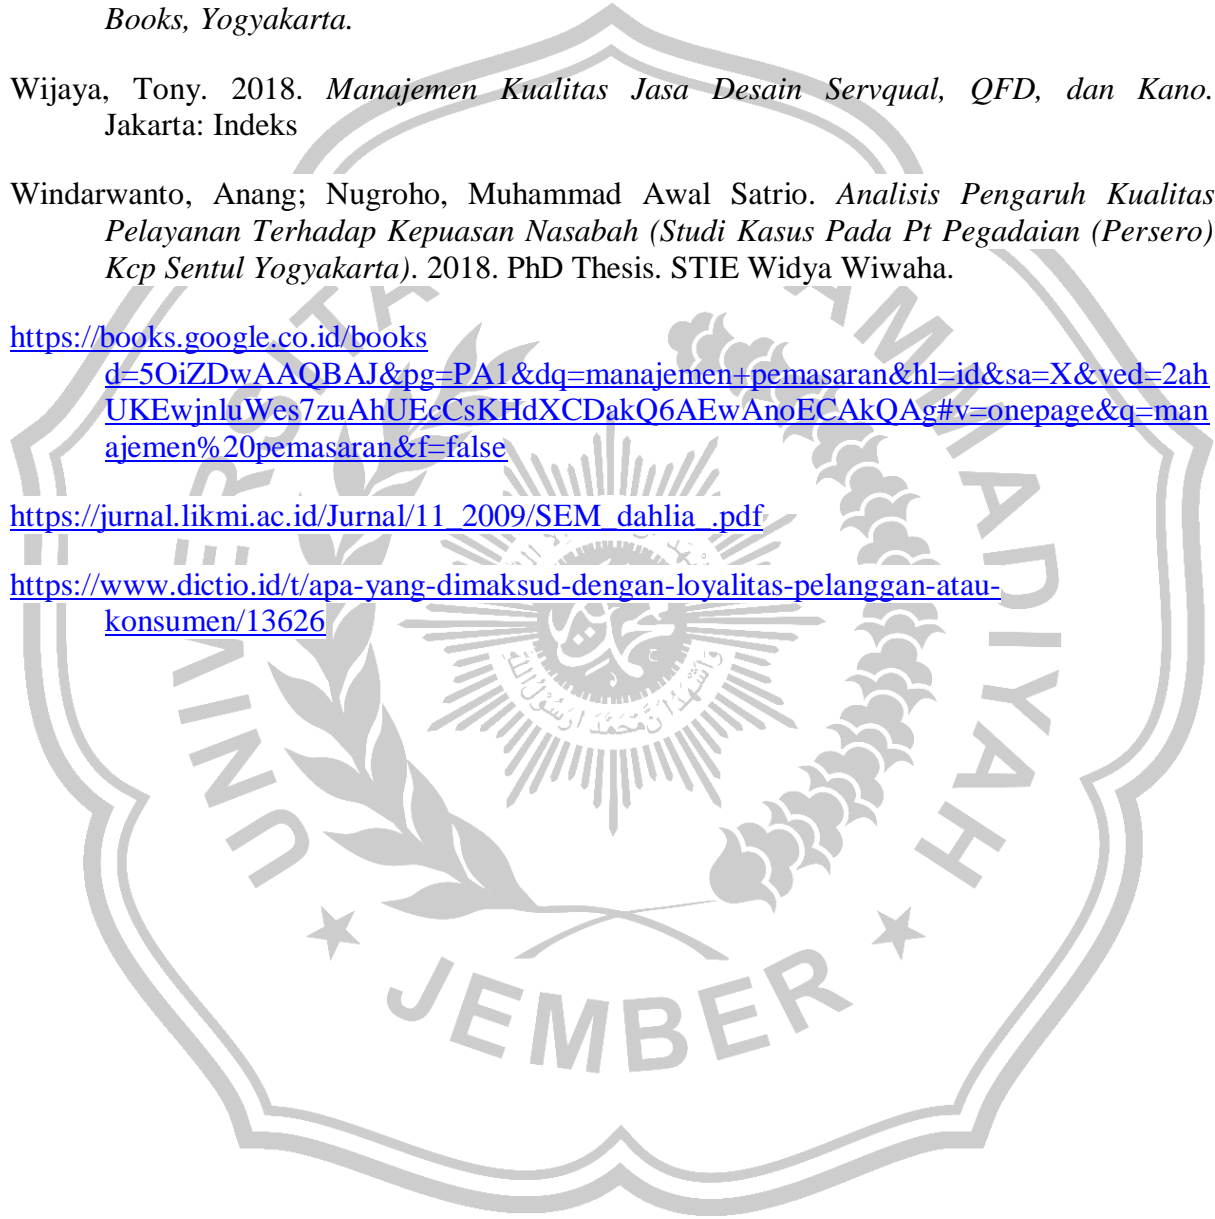 Books, Yogyakarta.
Wijaya, Tony. 2018. Manajemen Kualitas Jasa Desain Servqual, QFD, dan Kano.
Jakarta: Indeks
Windarwanto, Anang; Nugroho, Muhammad Awal Satrio. Analisis Pengaruh Kualitas
Pelayanan Terhadap Kepuasan Nasabah (Studi Kasus Pada Pt Pegadaian (Persero)
Kcp Sentul Yogyakarta). 2018. PhD Thesis. STIE Widya Wiwaha.
https://books.google.co.id/books
d=5OiZDwAAQBAJ&pg=PA1&dq=manajemen+pemasaran&hl=id&sa=X&ved=2ah
UKEwjnluWes7zuAhUEcCsKHdXCDakQ6AEwAnoECAkQAg#v=onepage&q=man
ajemen%20pemasaran&f=false
https://jurnal.likmi.ac.id/Jurnal/11_2009/SEM_dahlia_.pdf
https://www.dictio.id/t/apa-yang-dimaksud-dengan-loyalitas-pelanggan-atau-
konsumen/13626
JEMBER